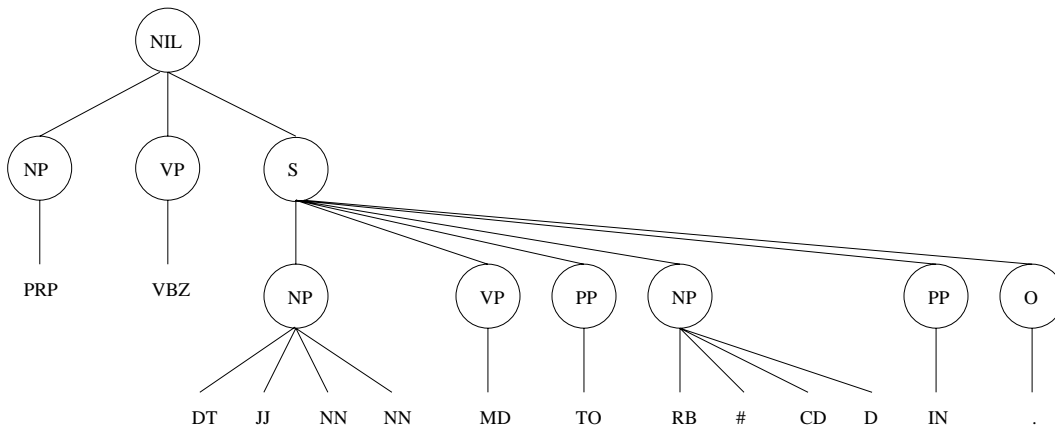 NIL
NP VP S
PRP VBZ NP VP PP NP PP O
DT JJ NN NN MD TO RB # CD D IN .